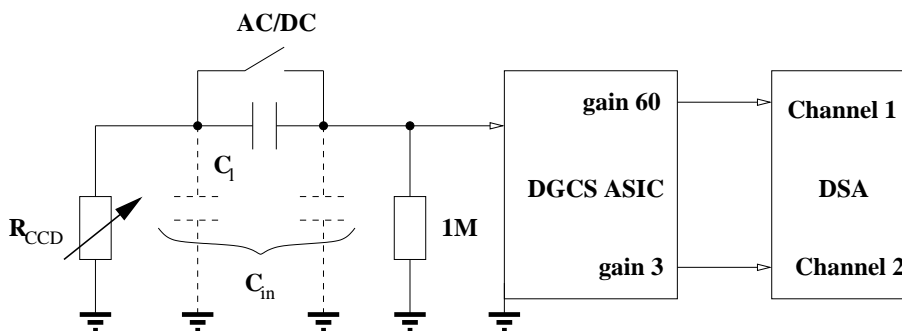 AC/DC
gain 60
Channel 1
C1
DGCS ASIC
DSA
RCCD
1M
gain 3
Channel 2
Cin